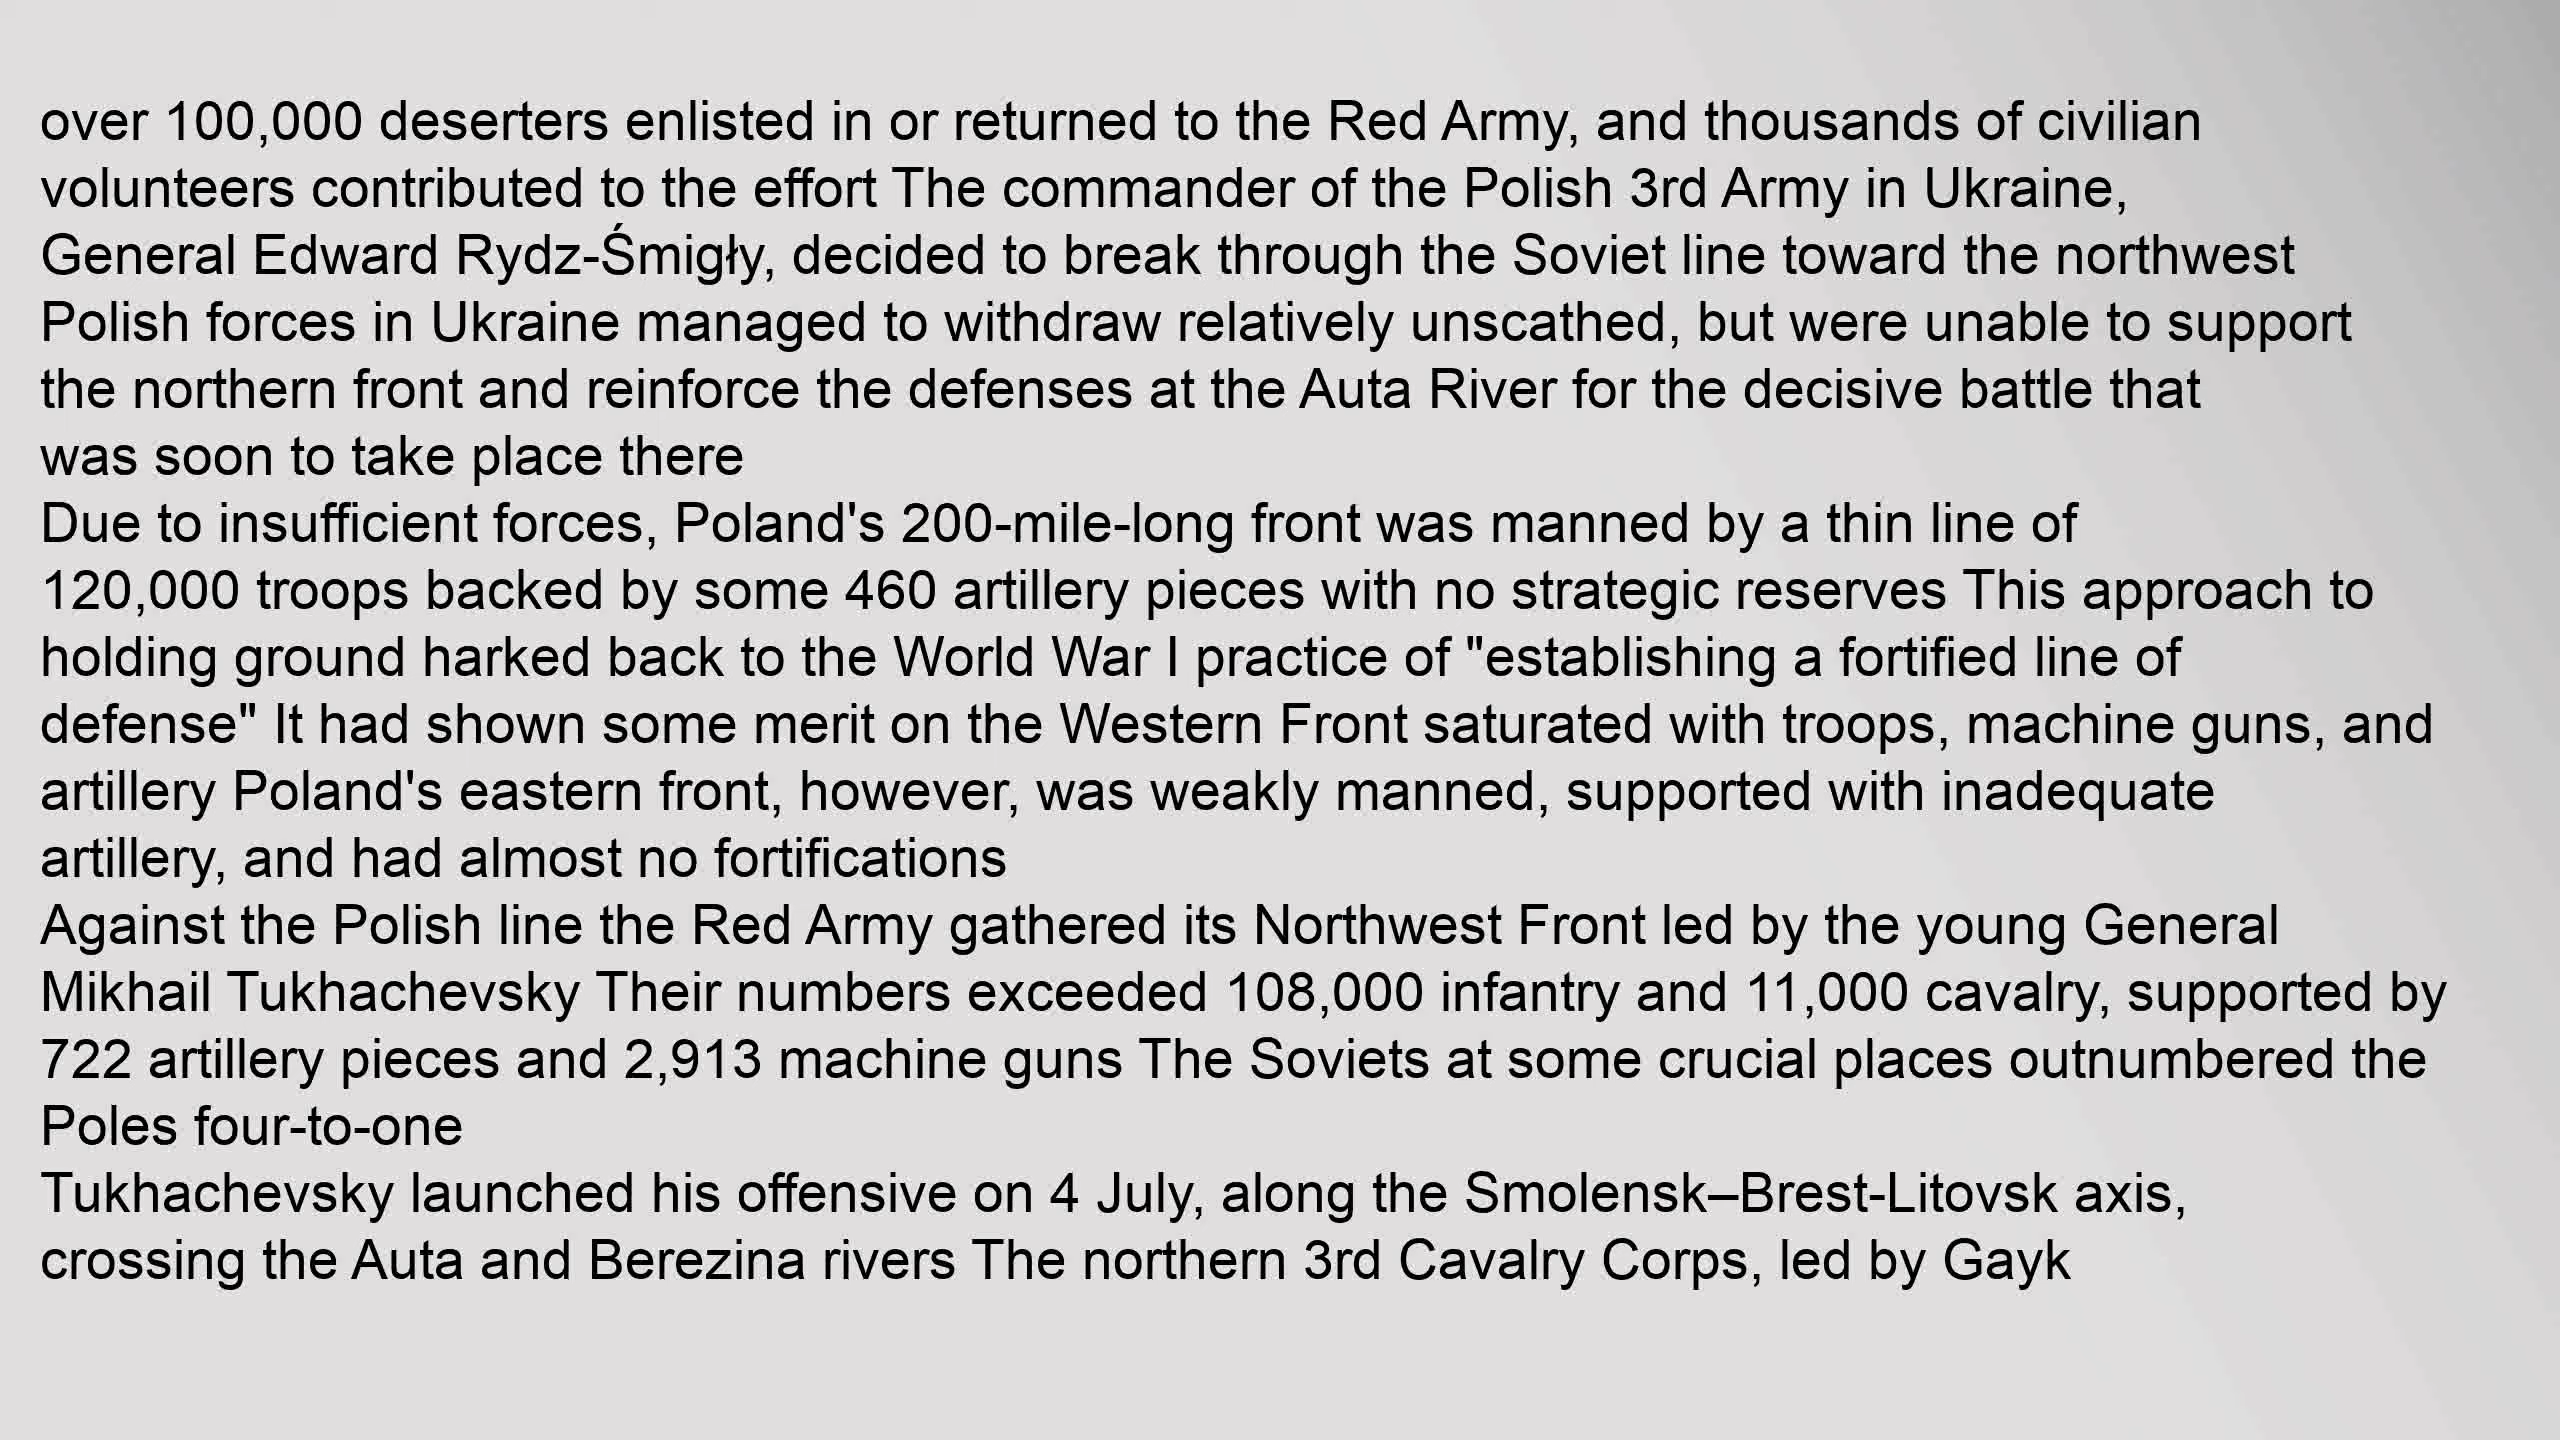 over 100,000 deserters enlisted in or returned to the Red Army, and thousands of civilian
volunteers contributed to the effort The commander of the Polish 3rd Army in Ukraine,
General Edward Rydz-Śmigły, decided to break through the Soviet line toward the northwest
Polish forces in Ukraine managed to withdraw relatively unscathed, but were unable to support
the northern front and reinforce the defenses at the Auta River for the decisive battle that
was soon to take place there
Due to insufficient forces, Poland's 200-mile-long front was manned by a thin line of
120,000 troops backed by some 460 artillery pieces with no strategic reserves This approach to
holding ground harked back to the World War I practice of "establishing a fortified line of
defense" It had shown some merit on the Western Front saturated with troops, machine guns, and
artillery Poland's eastern front, however, was weakly manned, supported with inadequate
artillery, and had almost no fortifications
Against the Polish line the Red Army gathered its Northwest Front led by the young General
Mikhail Tukhachevsky Their numbers exceeded 108,000 infantry and 11,000 cavalry, supported by
722 artillery pieces and 2,913 machine guns The Soviets at some crucial places outnumbered the
Poles four-to-one
Tukhachevsky launched his offensive on 4 July, along the Smolensk–Brest-Litovsk axis,
crossing the Auta and Berezina rivers The northern 3rd Cavalry Corps, led by Gayk